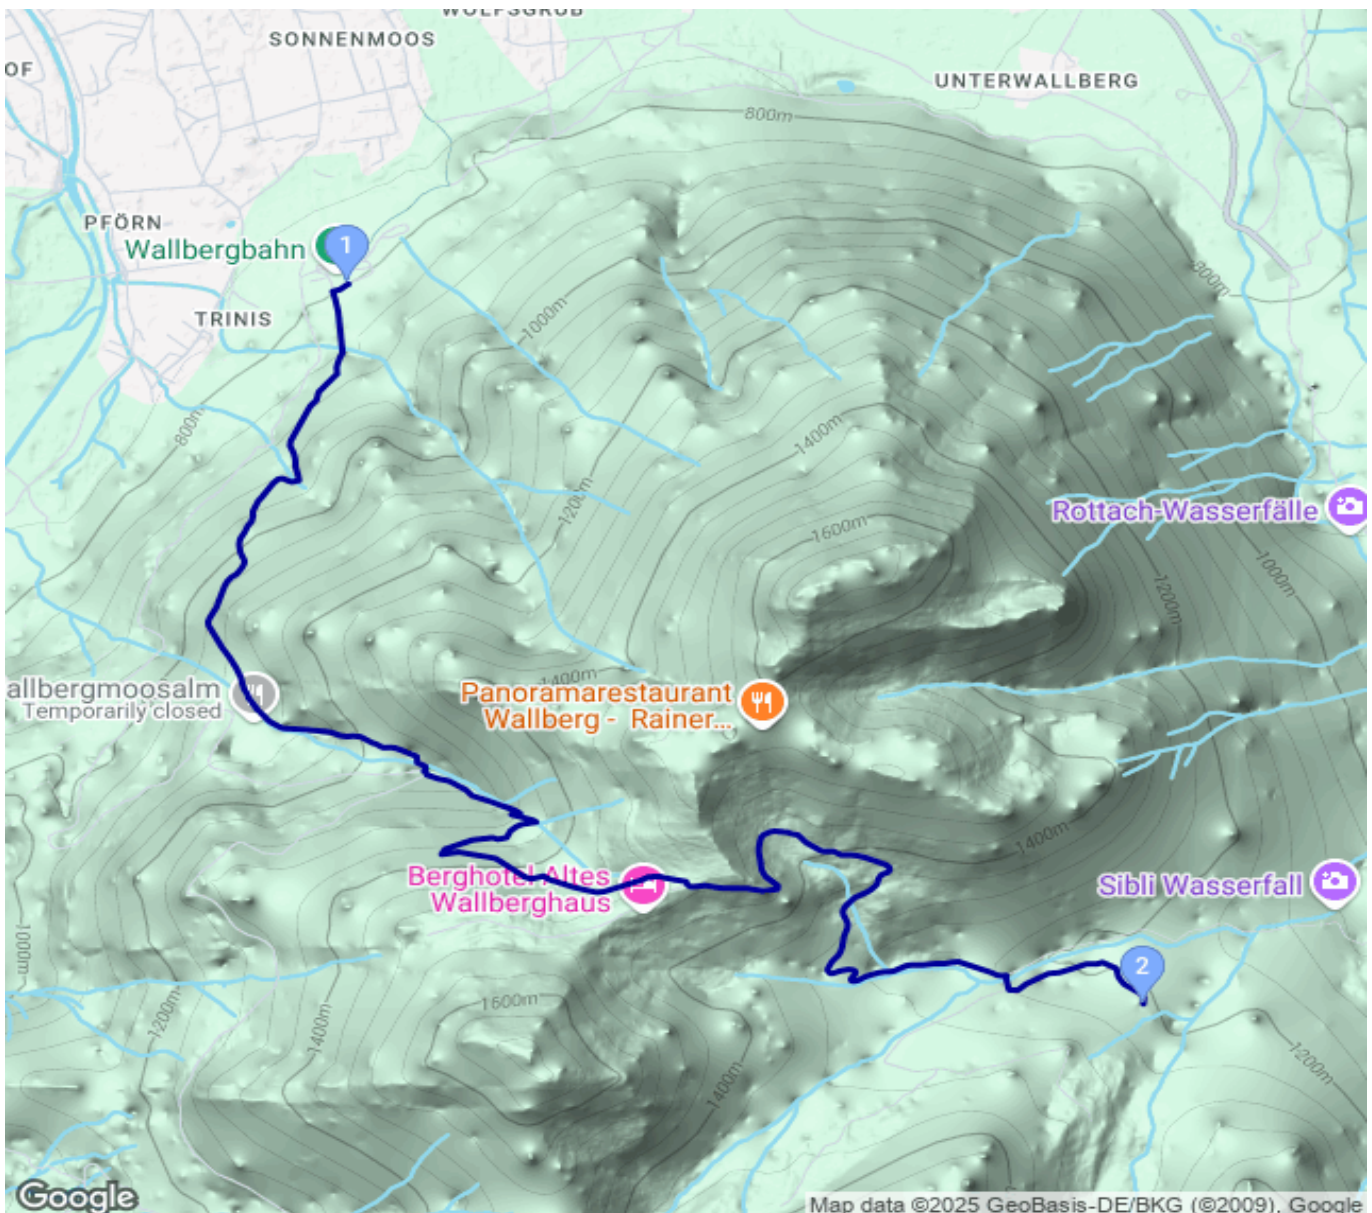 WOLFSGRUB
SONNENMOOS
OF
UNTERWALLBERG
800m
PFÖRN
Wallbergbahn
1
800m
TRINIS
1000m
800m
1400m
1200m
Rottach-Wasserfälle
1600m
1000m
1200m
1400m
allbergmoosalm
Temporarily closed
Panoramarestaurant
Wallberg - Rainer...
1400m
Berghotel Altes
Wallberghaus
Sibli Wasserfall
1000m
2
1600m
1200m
1400m
1400m
1200m
Google
Map data ©2025 GeoBasis-DE/BKG (©2009), Google